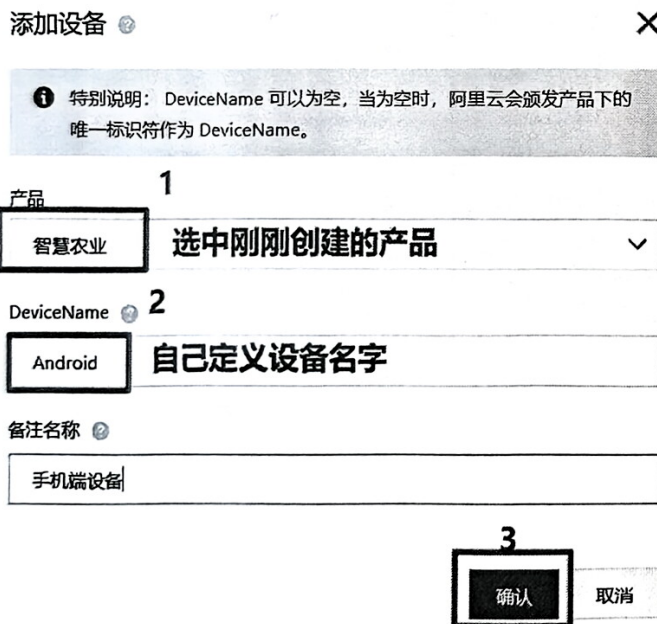 添加设备
特别说明： DeviceName 可以为空，当为空时，阿里云会颁发产品下的
唯一标识符作为 DeviceName。
1
产品
智慧农业 选中刚刚创建的产品
DeviceName 2
Android 自己定义设备名字
备注名称
手机端设备
3
确认 取消